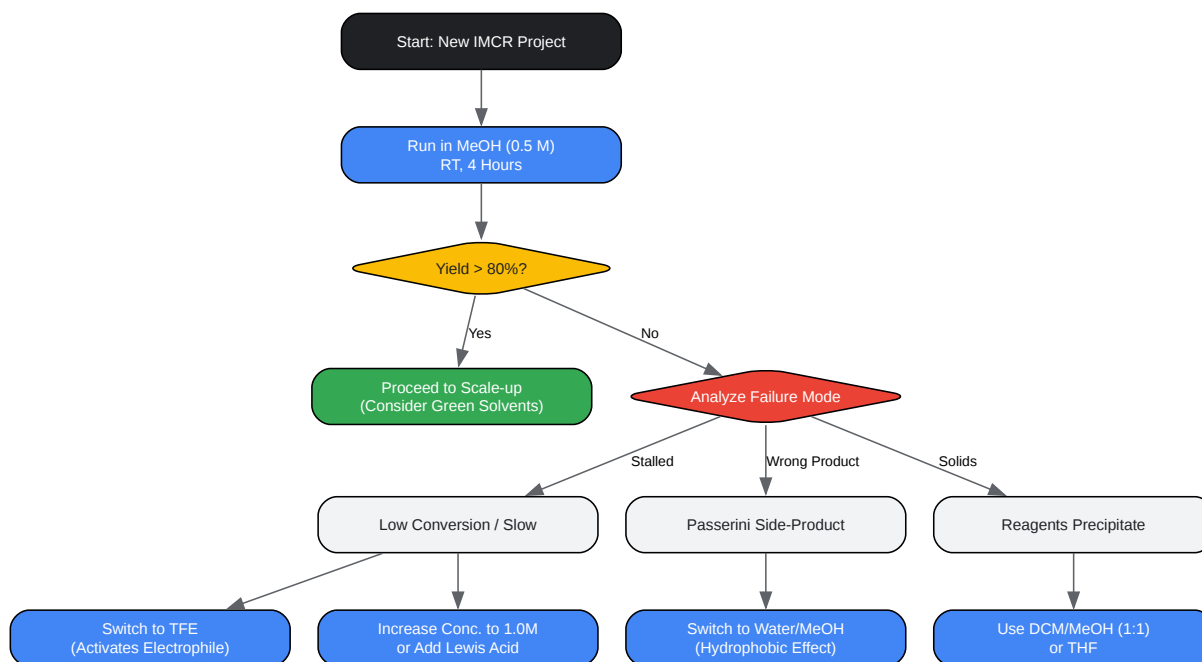 Start: New IMCR Project
Run in MeOH (0.5 M)
RT, 4 Hours
Yield > 80%?
Yes
No
Proceed to Scale-up
(Consider Green Solvents)
Analyze Failure Mode
Stalled
Wrong Product
Solids
Low Conversion / Slow
Passerini Side-Product
Reagents Precipitate
Switch to TFE
(Activates Electrophile)
Increase Conc. to 1.0M
or Add Lewis Acid
Switch to Water/MeOH
(Hydrophobic Effect)
Use DCM/MeOH (1:1)
or THF